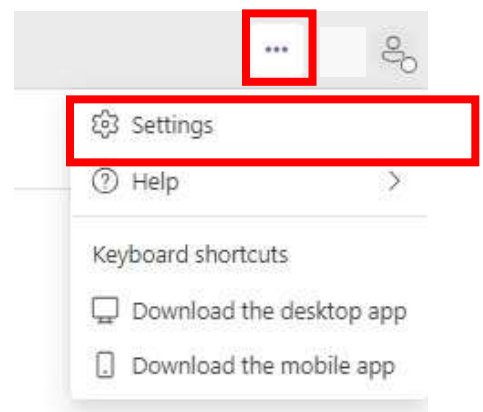 ...
Settings
Help
Keyboard shortcuts
Download the desktop app
Download the mobile app